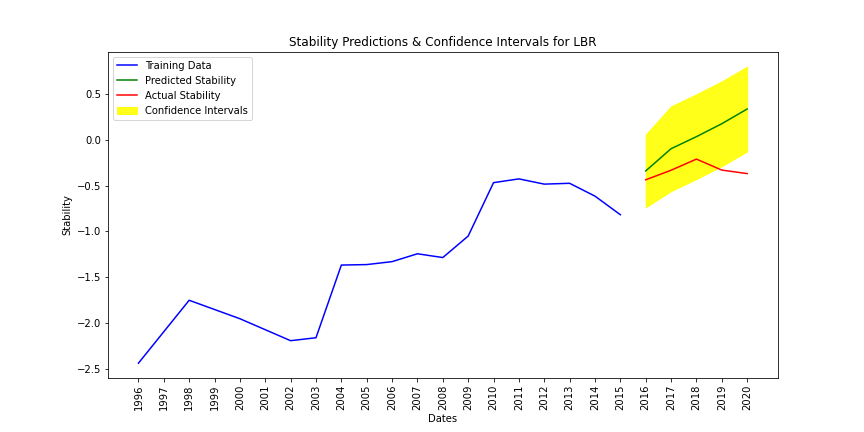 Stability Predictions & Confidence Intervals for LBR
Training Data
Predicted Stability
Actual Stability
Confidence Intervals
0.5
0.0
−0.5
−1.0
−1.5
−2.0
−2.5
Stability
1996 1997 1998 1999 2000 2001 2002 2003 2004 2005 2006 2007 2008 2009 2010 2011 2012 2013 2014 2015 2016 2017 2018 2019 2020
Dates